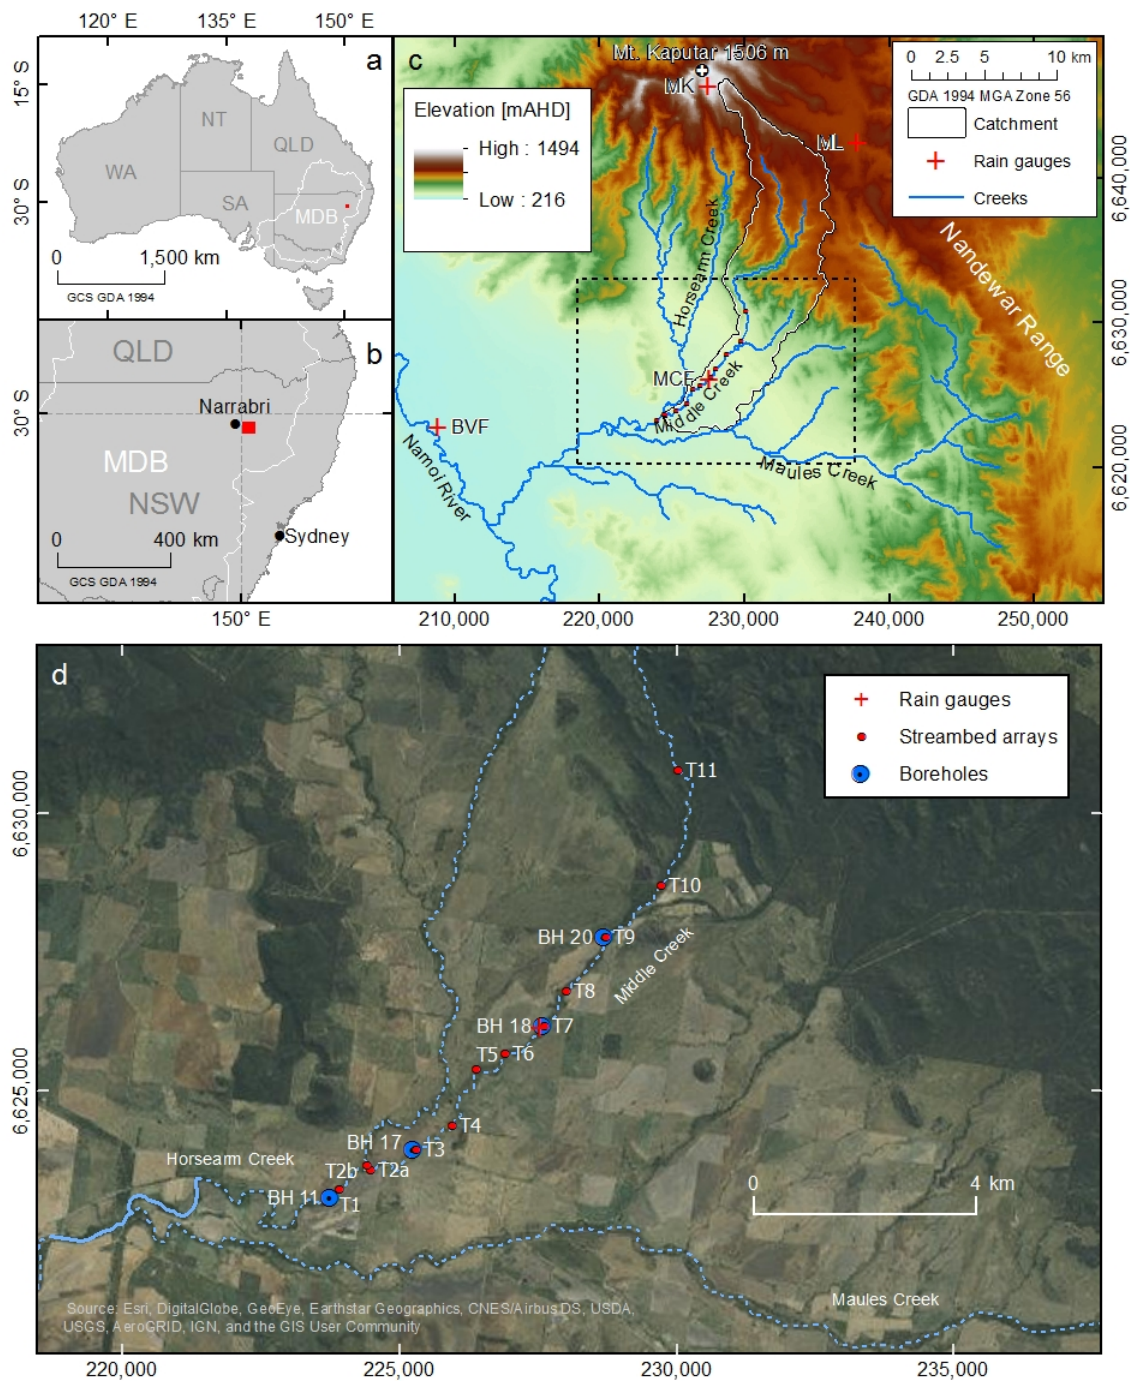 120° E
135° E
150° E
15° S
30° S
a
NT
QLD
WA
SA
MDB
0
1,500 km
GCS GDA 1994
b
QLD
30° S
Narrabri
MDB
NSW
0
400 km
Sydney
GCS GDA 1994
150° E
c
Mt. Kaputar 1506 m
MK
ML
Elevation [mAHD]
High : 1494
Low : 216
0
2.5
5
10 km
GDA 1994 MGA Zone 56
Catchment
Rain gauges
Creeks
Horsearm Creek
Nandewar Range
MCF
Middle Creek
BVF
Namoi River
Maules Creek
6,640,000
6,630,000
6,620,000
210,000
220,000
230,000
240,000
250,000
d
Rain gauges
Streambed arrays
Boreholes
T11
T10
BH 20
T9
Middle Creek
T8
BH 18
T7
T6
T5
T4
BH 17
T3
Horsearm Creek
T2b
T2a
BH 11
T1
0
4 km
Maules Creek
Source: Esri, DigitalGlobe, GeoEye, Earthstar Geographics, CNES/Airbus DS, USDA,
USGS, AeroGRID, IGN, and the GIS User Community
6,630,000
6,625,000
220,000
225,000
230,000
235,000